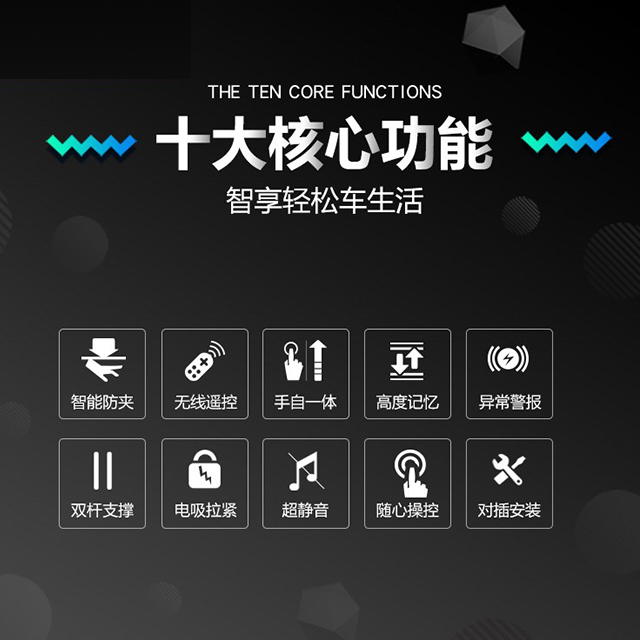 THE TEN CORE FUNCTIONS
十大核心功能
智享轻松车生活
智能防夹
无线遥控
手自一体
高度记忆
异常警报
双杆支撑
电吸拉紧
超静音
随心操控
对插安装